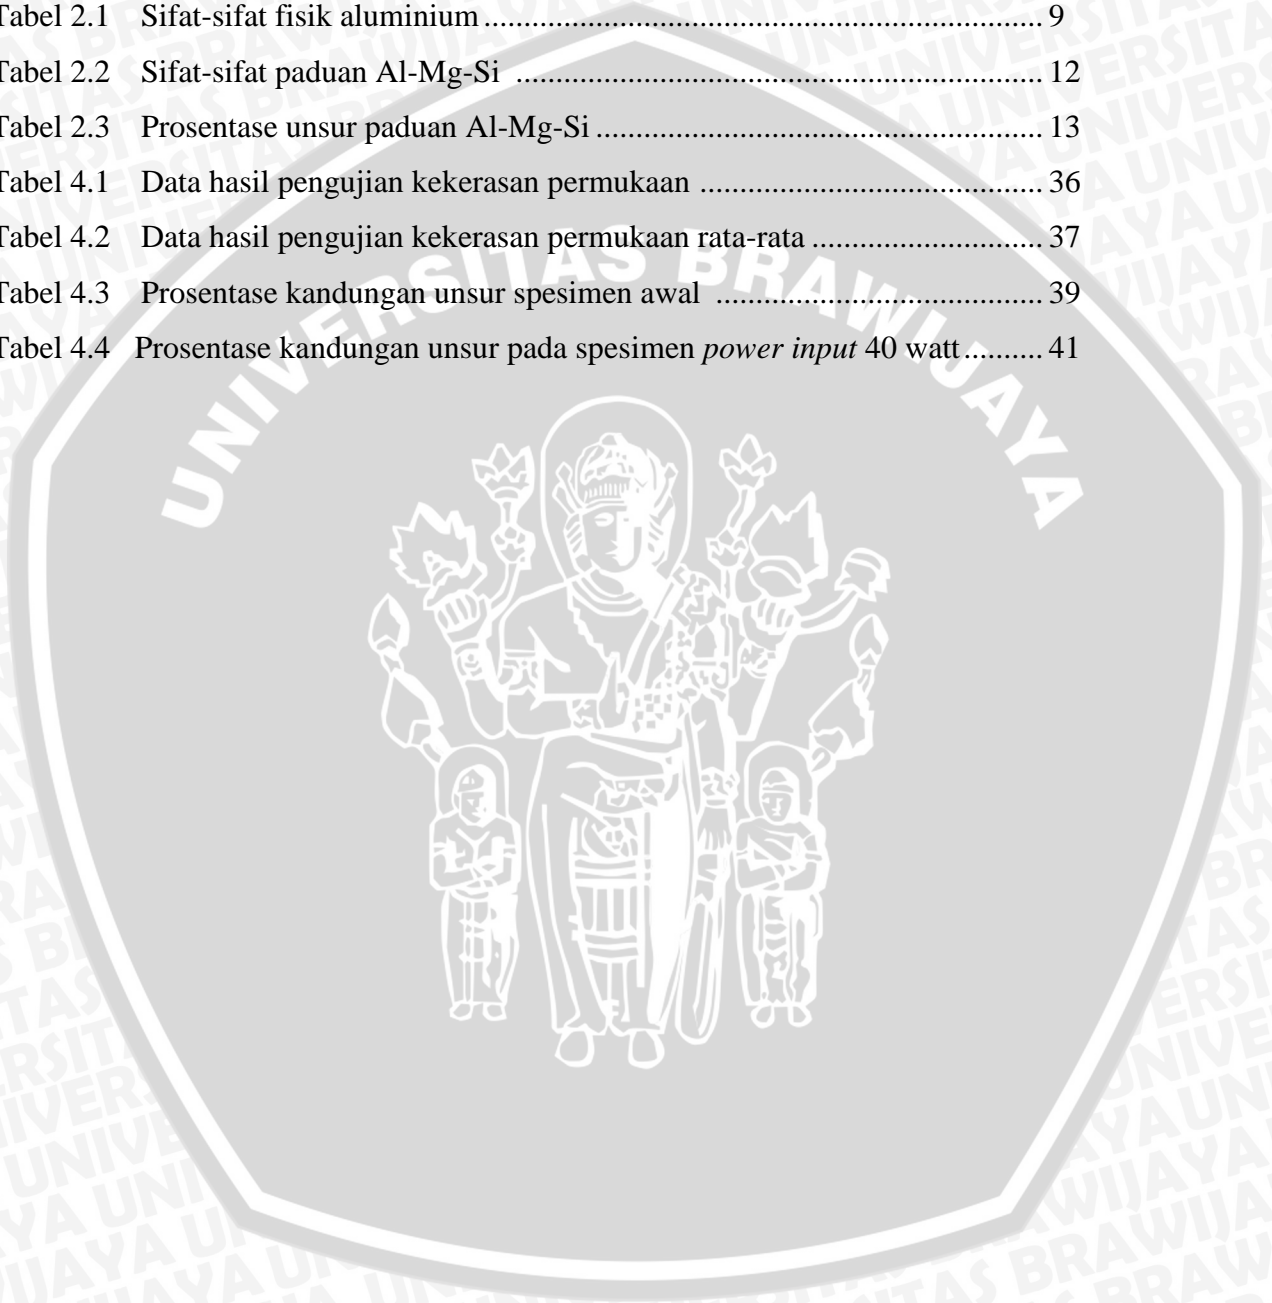 Tabel 2.1 Sifat-sifat fisik aluminium ...................................................................... 9
Tabel 2.2 Sifat-sifat paduan Al-Mg-Si .................................................................. 12
Tabel 2.3 Prosentase unsur paduan Al-Mg-Si ........................................................ 13
Tabel 4.1 Data hasil pengujian kekerasan permukaan ........................................... 36
Tabel 4.2 Data hasil pengujian kekerasan permukaan rata-rata ............................. 37
Tabel 4.3 Prosentase kandungan unsur spesimen awal ......................................... 39
Tabel 4.4 Prosentase kandungan unsur pada spesimen power input 40 watt .......... 41
UNIVERSITAS BRAWIJAYA